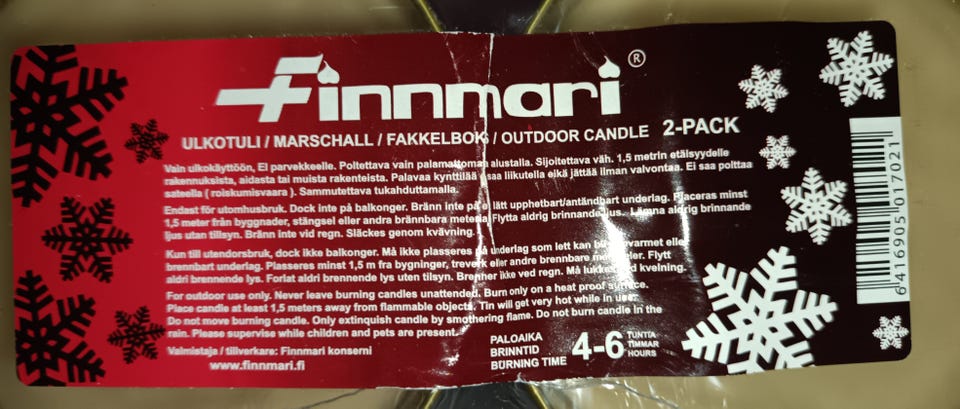 Finnmari®
ULKOTULI / MARSCHALL / FAKKELBOK / OUTDOOR CANDLE 2-PACK
Vain ulkokäyttöön, EI parvekkeelle. Poltettava vain palamattomalla alustalla. Sijoitettava väh. 1,5 metrin etäisyydelle
rakennuksista, aidasta tai muista rakenteista. Palavaa kynttilää saa liikutella eikä jättää ilman valvontaa. Ei saa polttaa
sateella ( roiskumisvaara ). Sammutettava tukahduttamalla.
Endast för utomhusbruk. Dock inte på balkonger. Bränn inte på lätt upphetbart/antändbart underlag. Placeras minst
1,5 meter från byggnader, stängsel eller andra brännbara Flytta aldrig brinnande ljus. Lämna aldrig brinnande
ljus utan tillsyn. Bränn inte vid regn. Släckes genom kvävning.
Kun till utendorsbruk, dock ikke balkonger. Må ikke plasseres på underlag som lett kan eller
brennbart underlag. Plasseres minst 1,5 m fra bygninger, treverk eller andre brennbare Flytt
aldri brennende lys. Forlat aldri brennende lys uten tilsyn. Brenner ikke ved regn. Må ved kvelning.
For outdoor use only. Never leave burning candles unattended. Burn only on a heat proof surface.
Place candle at least 1,5 meters away from flammable objects. Tin will get very hot while in use.
Do not move burning candle. Only extinquish candle by smothering flame. Do not burn candle in the
rain. Please supervise while children and pets are present.
Valmistaja / tillverkare: Finnmari konserni
www.finnmari.fi
PALOAIKA
BRINNTID
BURNING TIME
4-6
TUNTIA
TIMMAR
HOURS
6416905017021